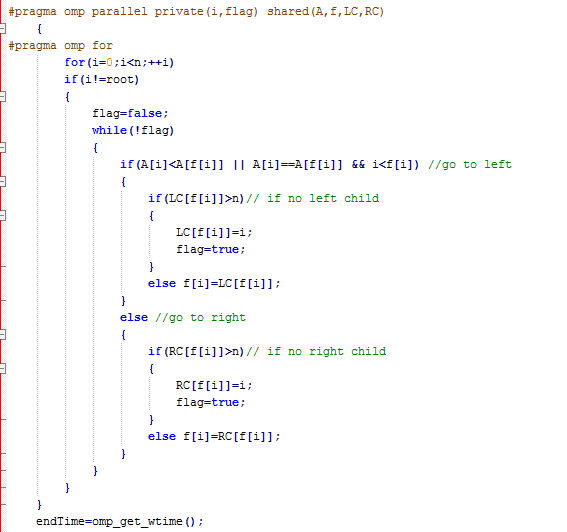 #pragma omp parallel private(i,flag) shared(A,f,LC,RC)
{
#pragma omp for
for(i=0;i<n;++i)
if(i!=root)
{
flag=false;
while(!flag)
{
if(A[i]<A[f[i]] || A[i]==A[f[i]] && i<f[i]) //go to left
{
if(LC[f[i]]>n)// if no left child
{
LC[f[i]]=i;
flag=true;
}
else f[i]=LC[f[i]];
}
else //go to right
{
if(RC[f[i]]>n)// if no right child
{
RC[f[i]]=i;
flag=true;
}
else f[i]=RC[f[i]];
}
}
}
}
endTime=omp_get_wtime();